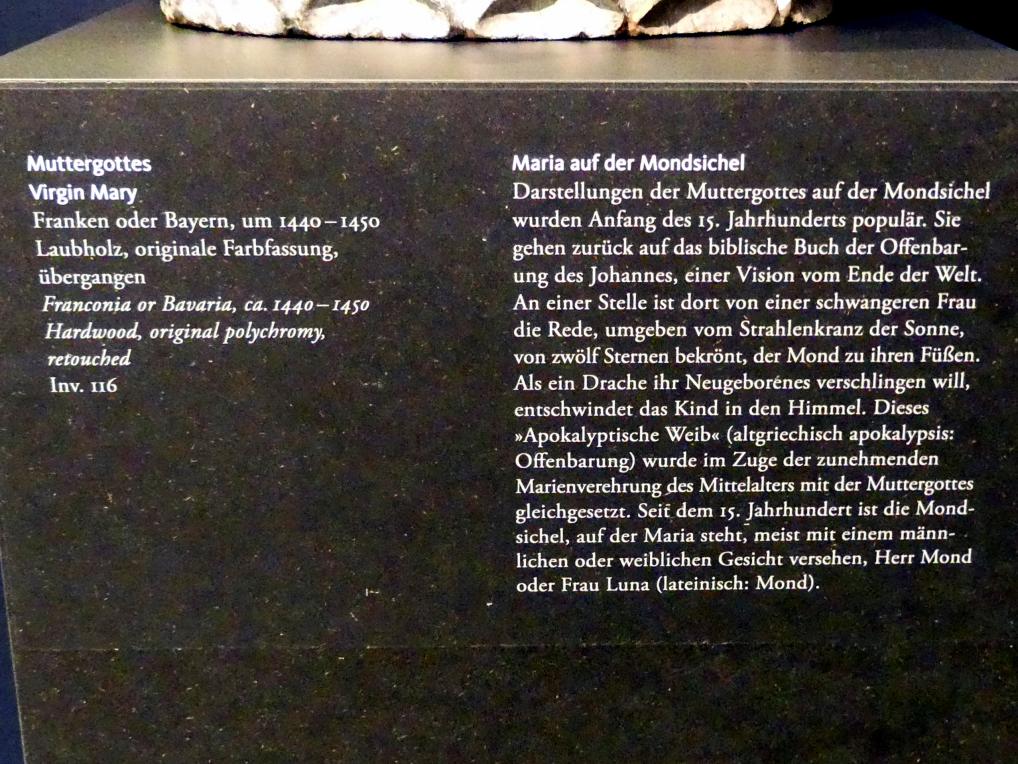 Muttergottes
Virgin Mary
Franken oder Bayern, um 1440–1450
Laubholz, originale Farbfassung,
übergangen
Franconia or Bavaria, ca. 1440–1450
Hardwood, original polychromy,
retouched
Inv. 116
Maria auf der Mondsichel
Darstellungen der Muttergottes auf der Mondsichel
wurden Anfang des 15. Jahrhunderts populär. Sie
gehen zurück auf das biblische Buch der Offenbar-
ung des Johannes, einer Vision vom Ende der Welt.
An einer Stelle ist dort von einer schwangeren Frau
die Rede, umgeben vom Strahlenkranz der Sonne,
von zwölf Sternen bekrönt, der Mond zu ihren Füßen.
Als ein Drache ihr Neugeborenes verschlingen will,
entschwindet das Kind in den Himmel. Dieses
»Apokalyptische Weib« (altgriechisch apokalypsis:
Offenbarung) wurde im Zuge der zunehmenden
Marienverehrung des Mittelalters mit der Muttergottes
gleichgesetzt. Seit dem 15. Jahrhundert ist die Mond-
sichel, auf der Maria steht, meist mit einem männ-
lichen oder weiblichen Gesicht versehen, Herr Mond
oder Frau Luna (lateinisch: Mond).